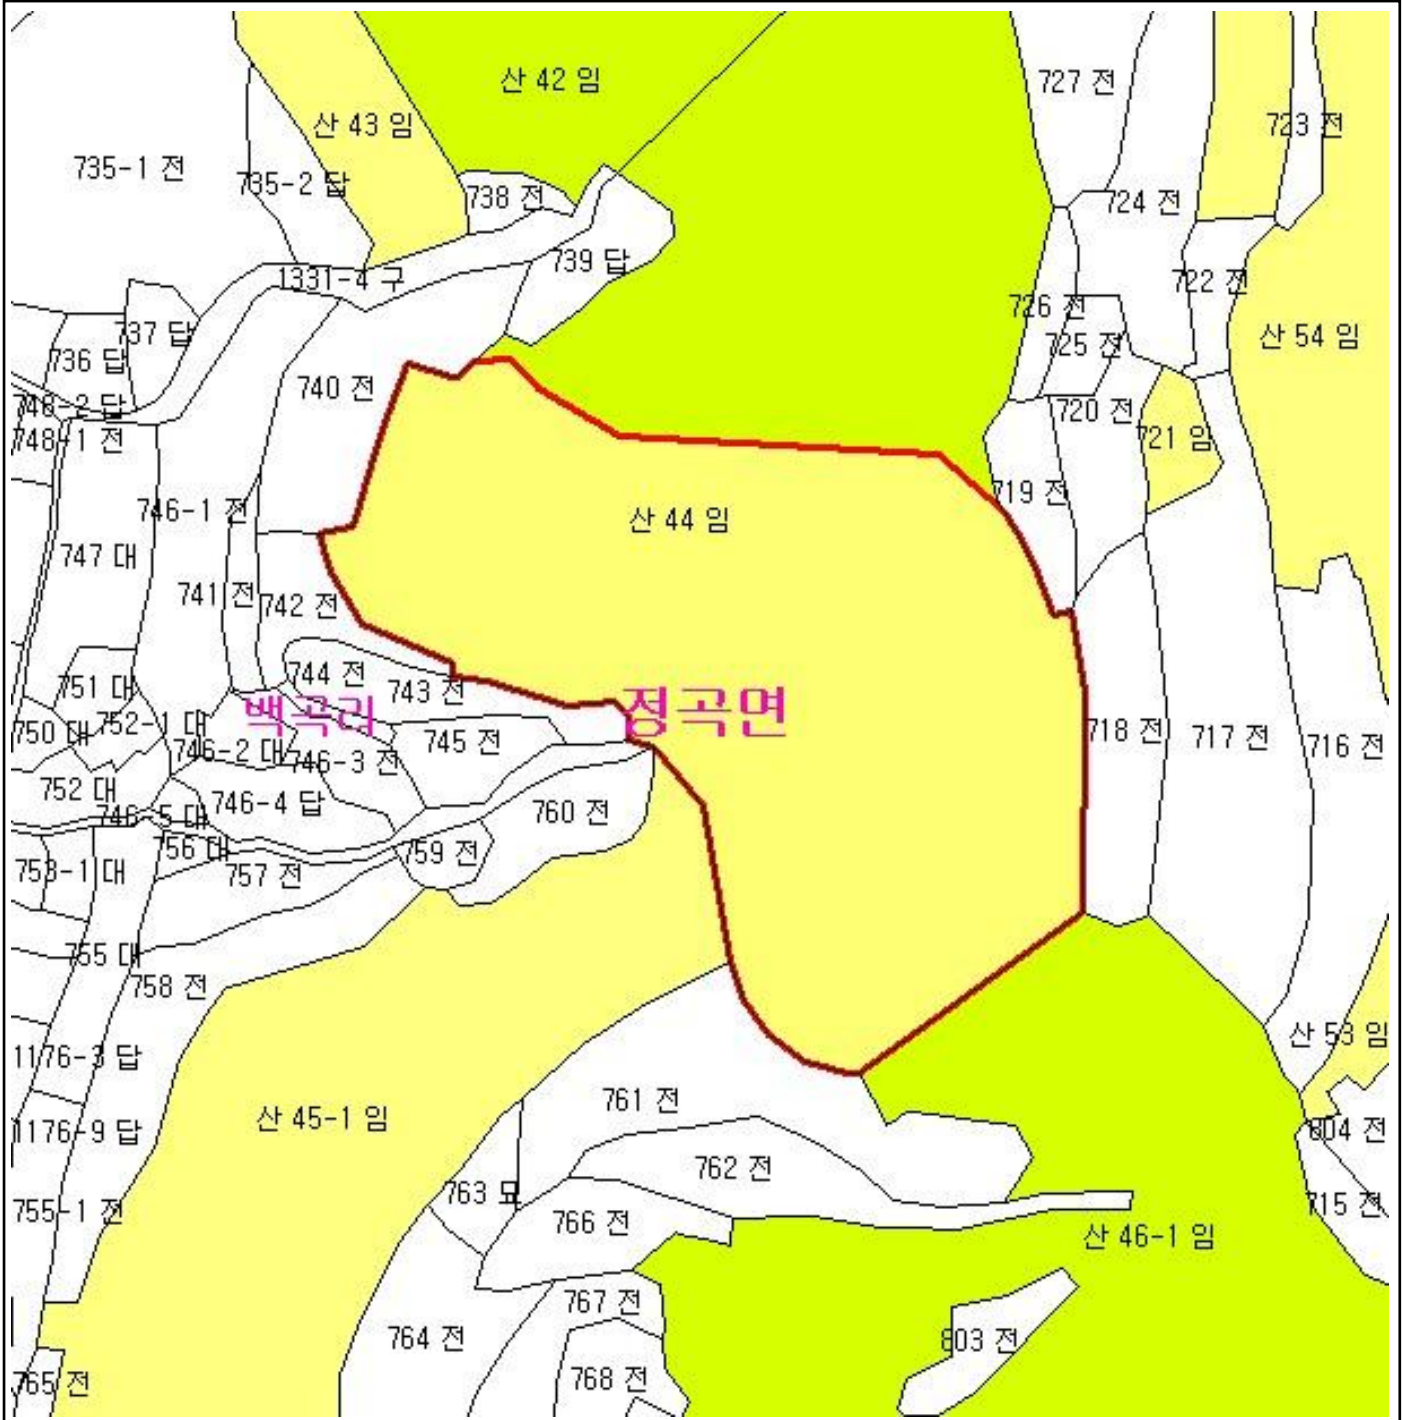 산 42 임
727 전
산 43 임
723 전
735-1 전
735-2 답
738 전
724 전
739 답
1331-4 구
722 전
726 전
737 답
산 54 임
736 답
725 전
740 전
748-2 답
720 전
748-1 전
721 임
719 전
746-1 전
산 44 임
747 대
741 전
742 전
744 전
751 대
743 전
백곡리
정곡면
752-1 대
750 대
718 전
717 전
716 전
745 전
746-2 대
746-3 전
752 대
746-4 답
760 전
746-5 대
756 대
759 전
753-1 대
757 전
755 대
758 전
산 53 임
1176-3 답
761 전
산 45-1 임
1176-9 답
804 전
762 전
763 묘
715 전
755-1 전
766 전
산 46-1 임
767 전
764 전
803 전
768 전
765 전